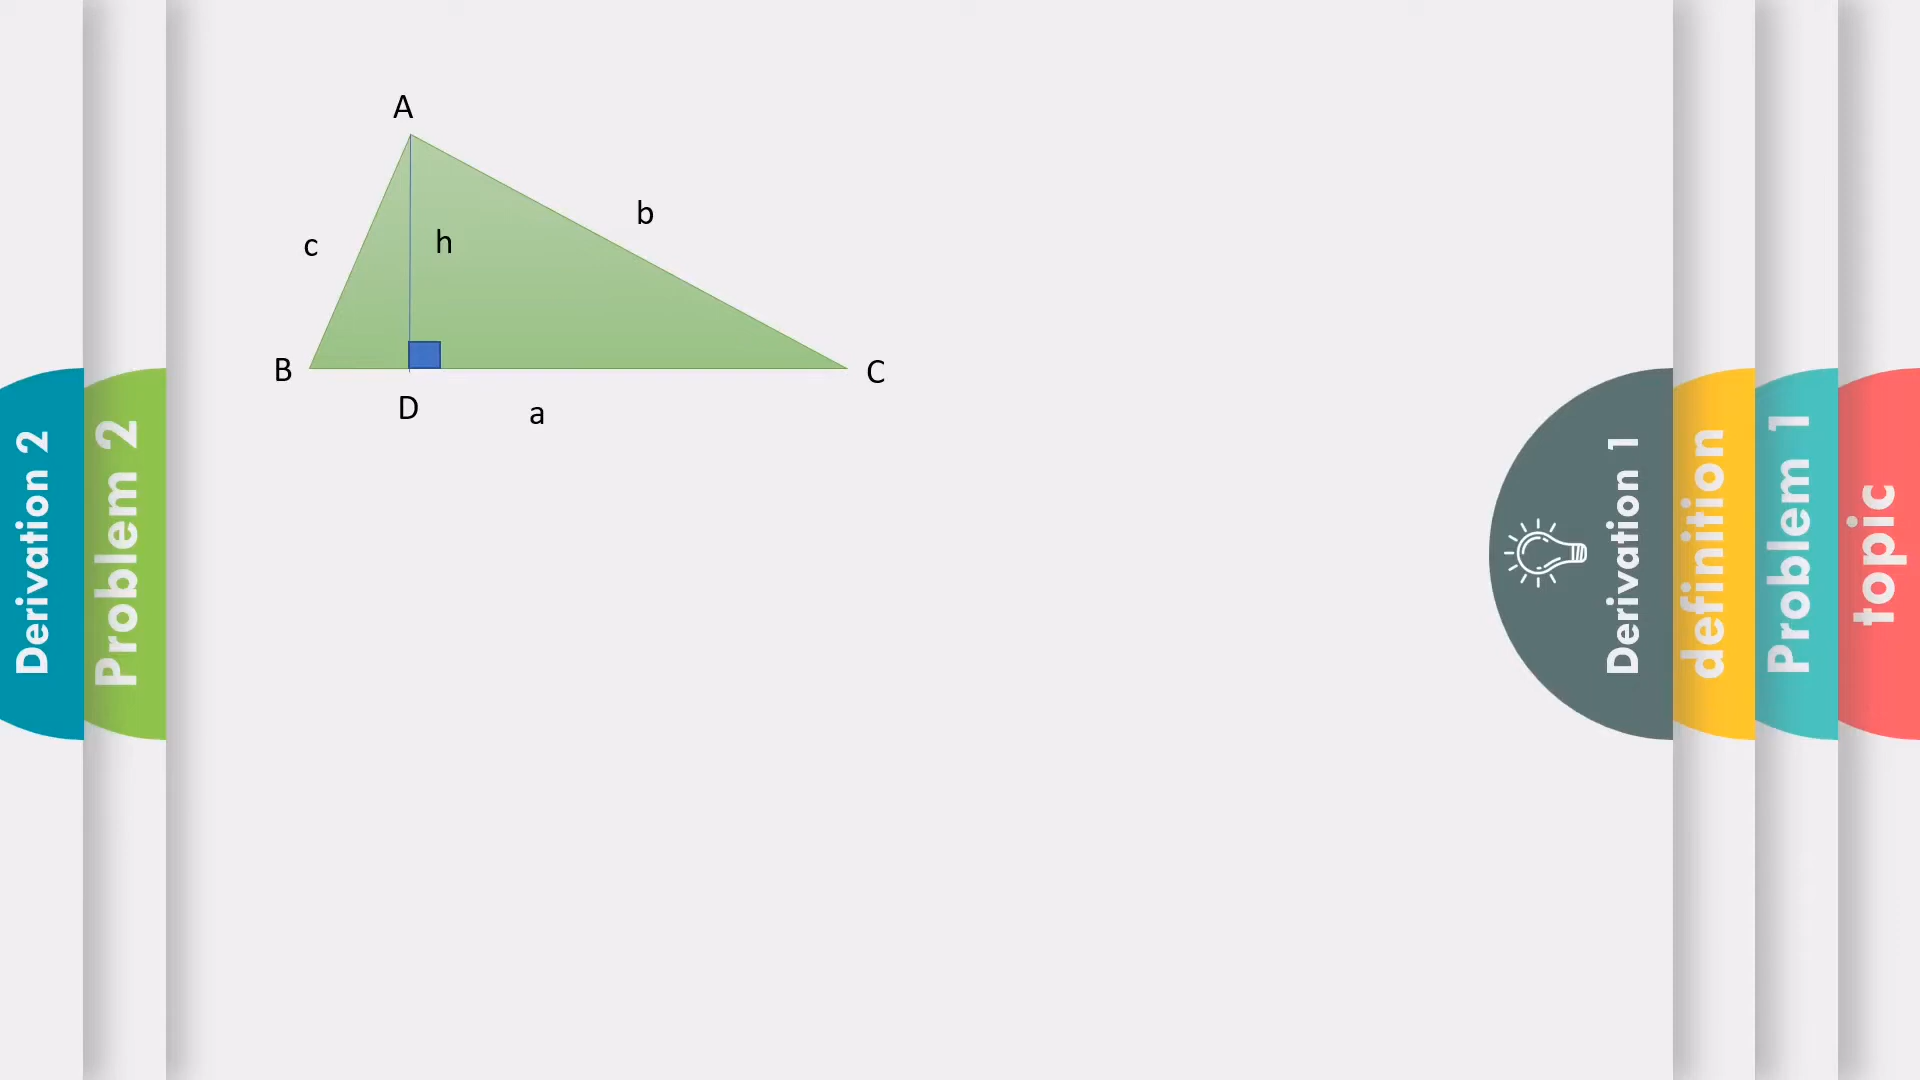 Derivation 2
Problem 2
A
c
h
b
B
D
a
C
Derivation 1
definition
Problem 1
topic